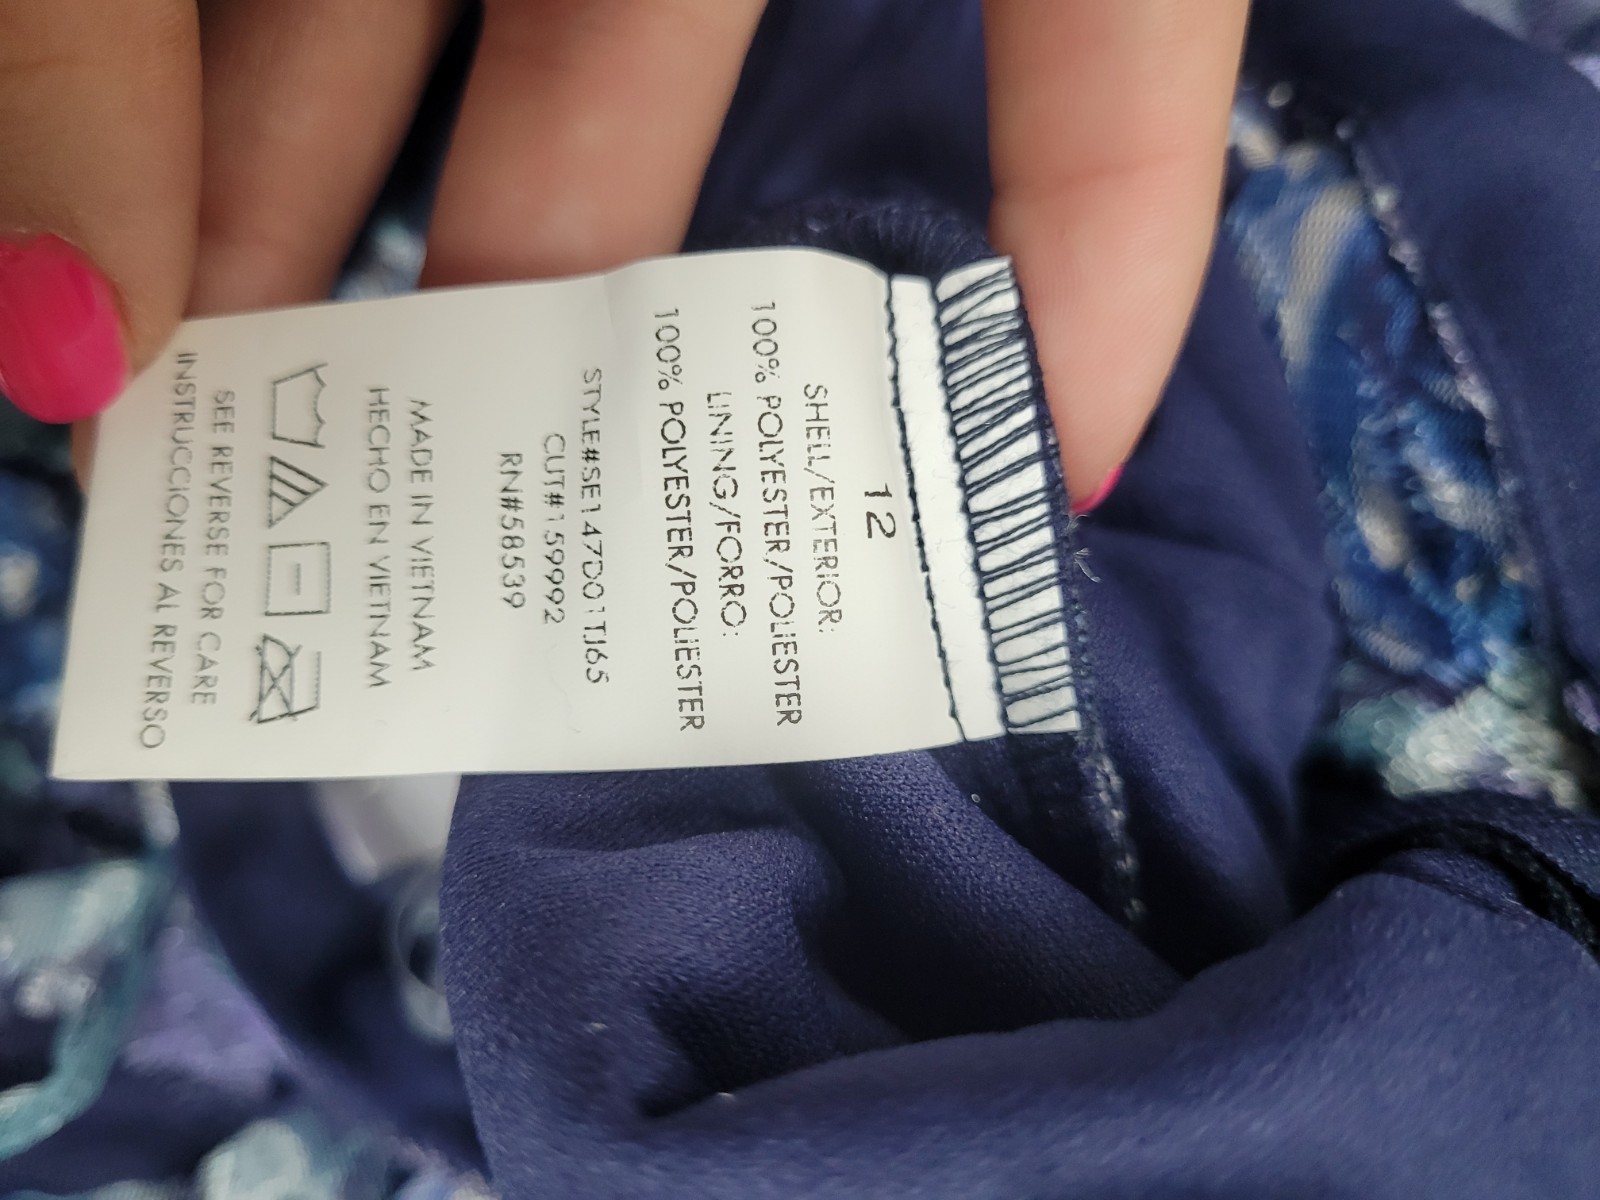 12
SHELL/EXTERIOR:
100% POLYESTER/POLIESTER
LINING/FORRO:
100% POLYESTER/POLIESTER
STYLE#SE147D01TJ65
CUT#159992
RN#58539
MADE IN VIETNAM
HECHO EN VIETNAM
SEE REVERSE FOR CARE
INSTRUCCIONES AL REVERSO